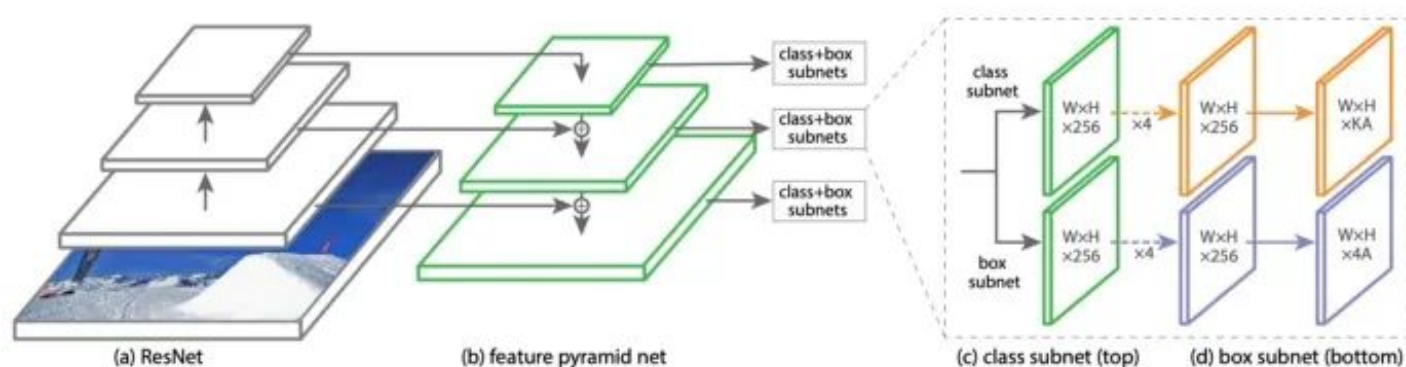 class+box
subnets
class+box
subnets
class+box
subnets
class
subnet
W×H
×256
×4
W×H
×256
W×H
×KA
box
subnet
W×H
×256
×4
W×H
×256
W×H
×4A
(a) ResNet
(b) feature pyramid net
(c) class subnet (top)
(d) box subnet (bottom)